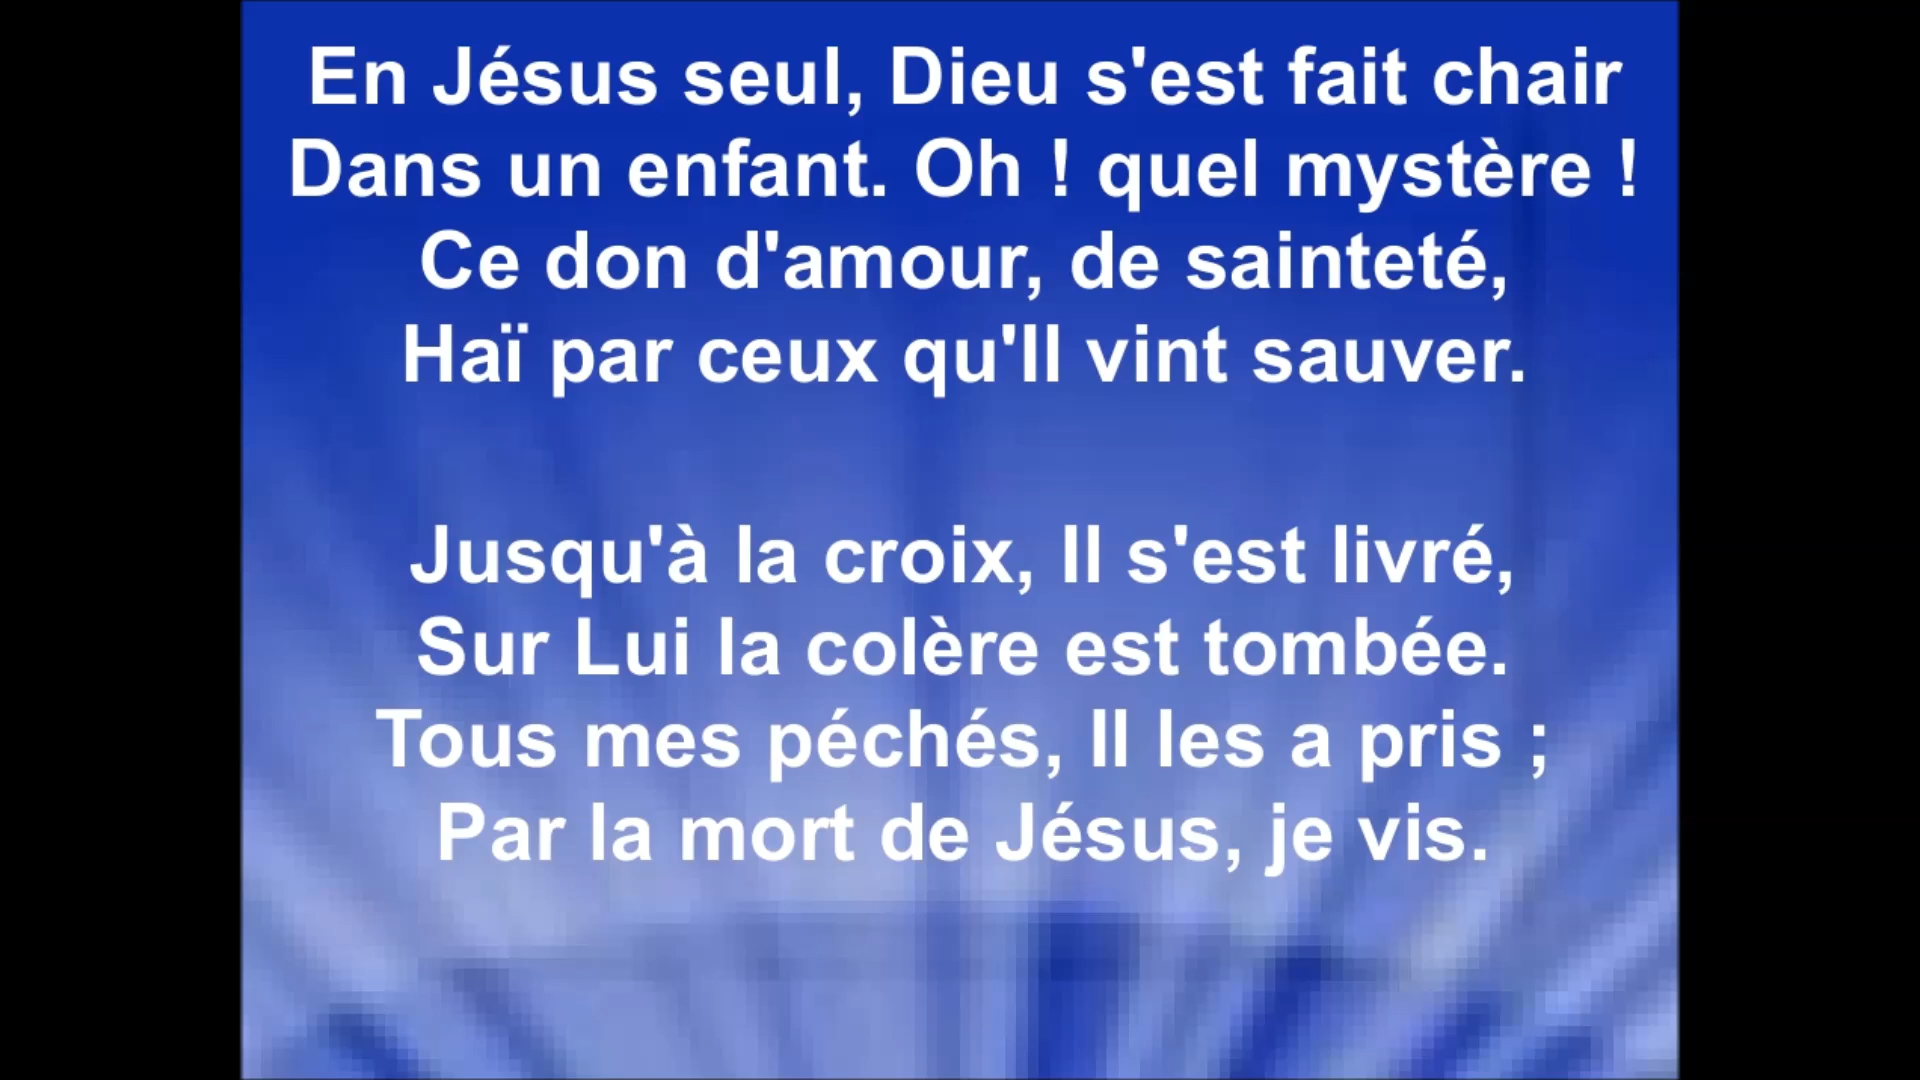 En Jésus seul, Dieu s'est fait chair
Dans un enfant. Oh ! quel mystère !
Ce don d'amour, de sainteté,
Haï par ceux qu'Il vint sauver.
Jusqu'à la croix, Il s'est livré,
Sur Lui la colère est tombée.
Tous mes péchés, Il les a pris ;
Par la mort de Jésus, je vis.